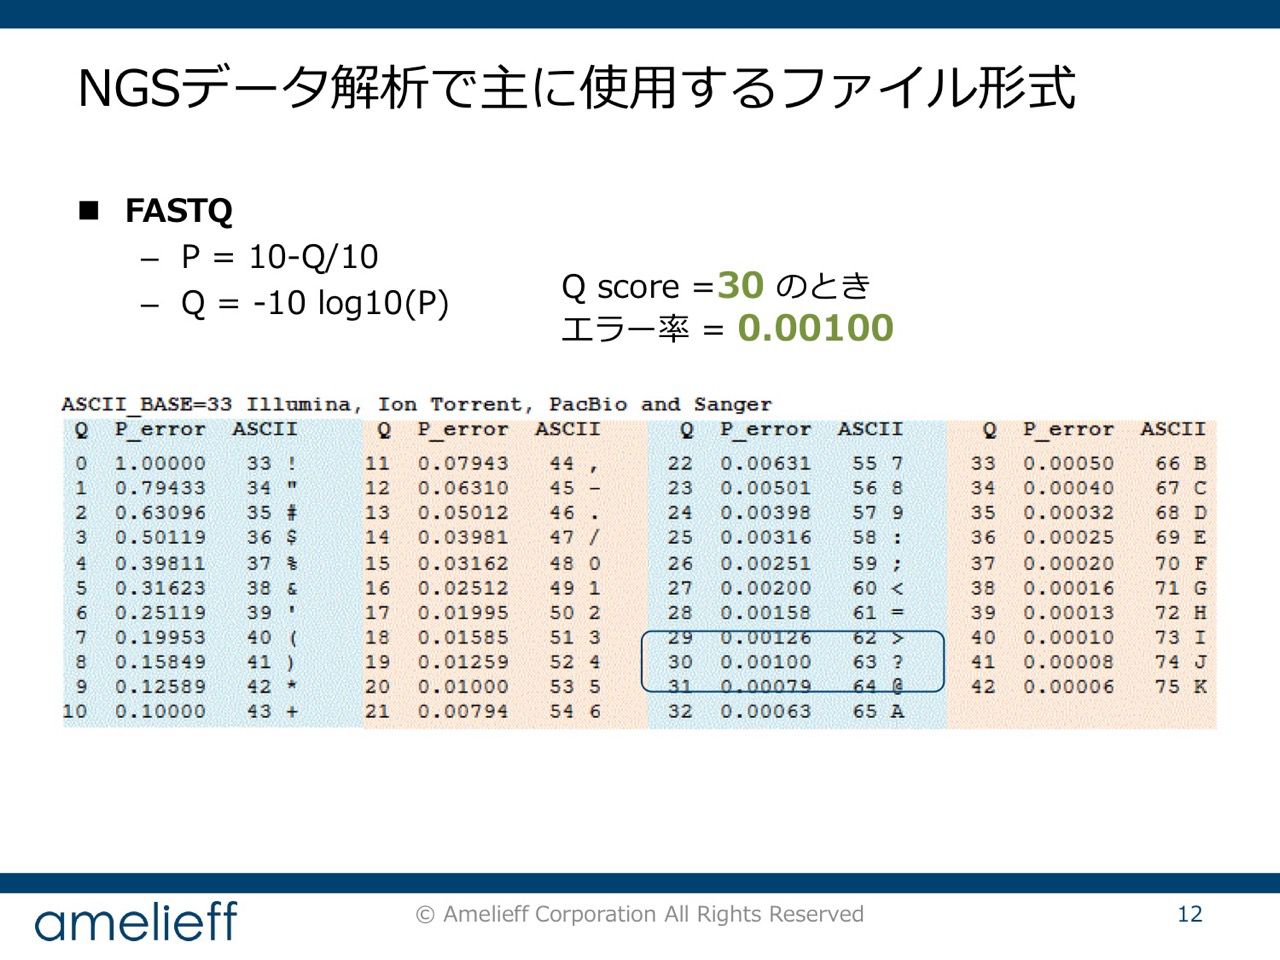 NGSデータ解析で主に使用するファイル形式
■ FASTQ
– P = 10-Q/10
– Q = -10 log10(P)
Q score =30 のとき
エラー率 = 0.00100
ASCII_BASE=33 Illumina, Ion Torrent, PacBio and Sanger
Q P_error ASCII Q P_error ASCII Q P_error ASCII Q P_error ASCII
0 1.00000 33 ! 11 0.07943 44 , 22 0.00631 55 7 33 0.00050 66 B
1 0.79433 34 " 12 0.06310 45 - 23 0.00501 56 8 34 0.00040 67 C
2 0.63096 35 # 13 0.05012 46 . 24 0.00398 57 9 35 0.00032 68 D
3 0.50119 36 $ 14 0.03981 47 / 25 0.00316 58 : 36 0.00025 69 E
4 0.39811 37 % 15 0.03162 48 0 26 0.00251 59 ; 37 0.00020 70 F
5 0.31623 38 & 16 0.02512 49 1 27 0.00200 60 < 38 0.00016 71 G
6 0.25119 39 ' 17 0.01995 50 2 28 0.00158 61 = 39 0.00013 72 H
7 0.19953 40 ( 18 0.01585 51 3 29 0.00126 62 > 40 0.00010 73 I
8 0.15849 41 ) 19 0.01259 52 4 30 0.00100 63 ? 41 0.00008 74 J
9 0.12589 42 * 20 0.01000 53 5 31 0.00079 64 @ 42 0.00006 75 K
10 0.10000 43 + 21 0.00794 54 6 32 0.00063 65 A
amelieff
© Amelieff Corporation All Rights Reserved
12